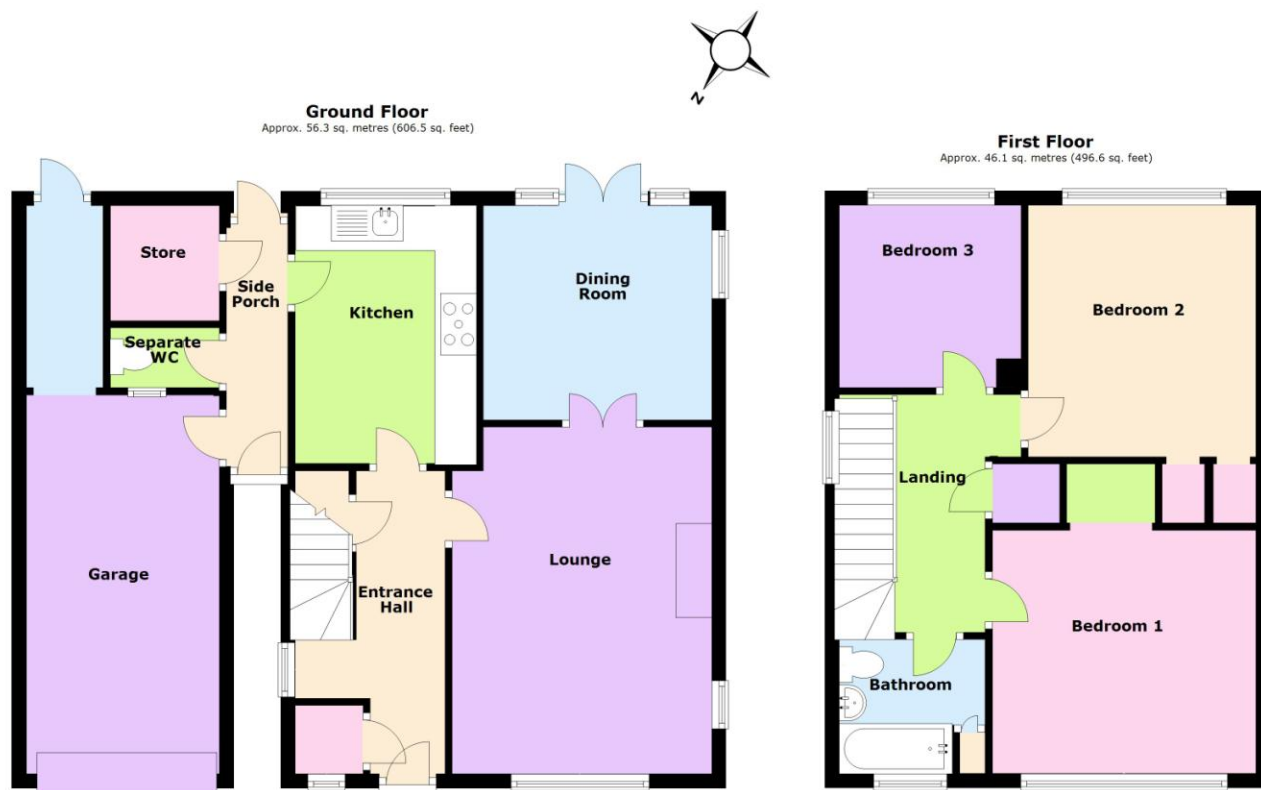 N
Ground Floor
Approx. 56.3 sq. metres (606.5 sq. feet)
Store
Side
Porch
Separate
WC
Kitchen
Dining
Room
Garage
Entrance
Hall
Lounge
First Floor
Approx. 46.1 sq. metres (496.6 sq. feet)
Bedroom 3
Bedroom 2
Landing
Bedroom 1
Bathroom